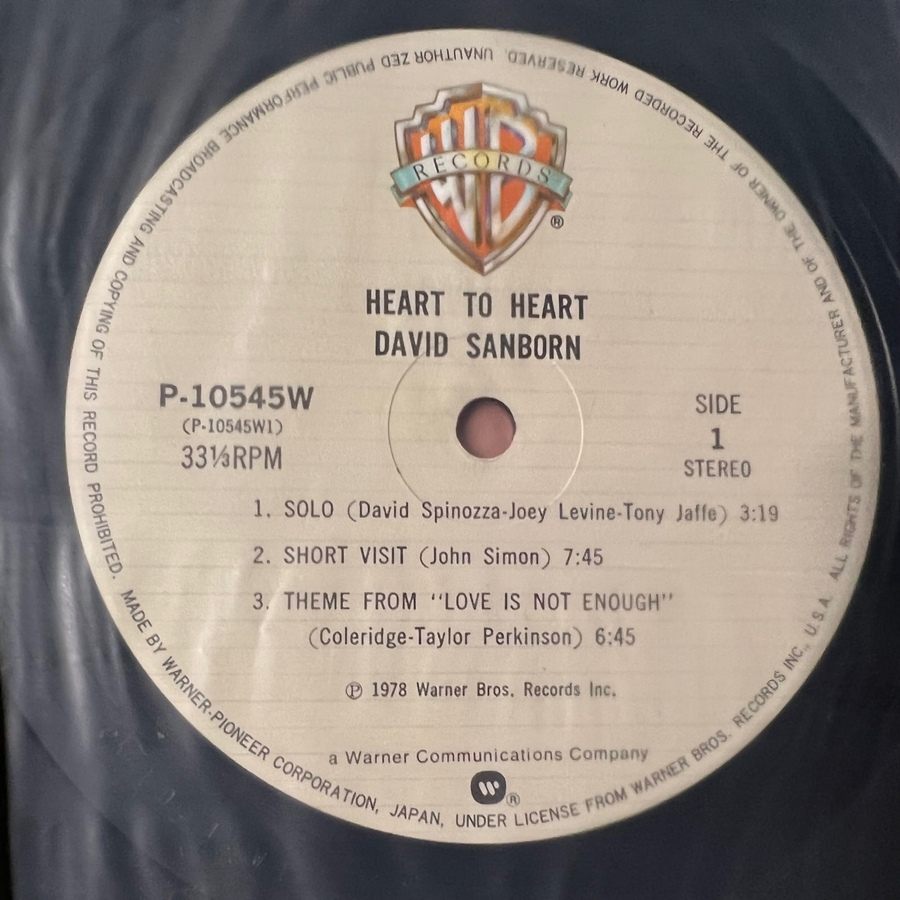 RECORDS
®
HEART TO HEART
DAVID SANBORN
P-10545W
(P-10545W1)
33⅓RPM
SIDE
1
STEREO
1. SOLO (David Spinozza-Joey Levine-Tony Jaffe) 3:19
2. SHORT VISIT (John Simon) 7:45
3. THEME FROM “LOVE IS NOT ENOUGH”
(Coleridge-Taylor Perkinson) 6:45
℗ 1978 Warner Bros. Records Inc.
a Warner Communications Company
®
MADE BY WARNER-PIONEER CORPORATION, JAPAN, UNDER LICENSE FROM WARNER BROS. RECORDS INC., U.S.A. ALL RIGHTS OF THE MANUFACTURER AND OF THE OWNER OF THE RECORDED WORK RESERVED. UNAUTHOR ZED PUBLIC PERFORMANCE BROADCASTING AND COPYING OF THIS RECORD PROHIBITED.